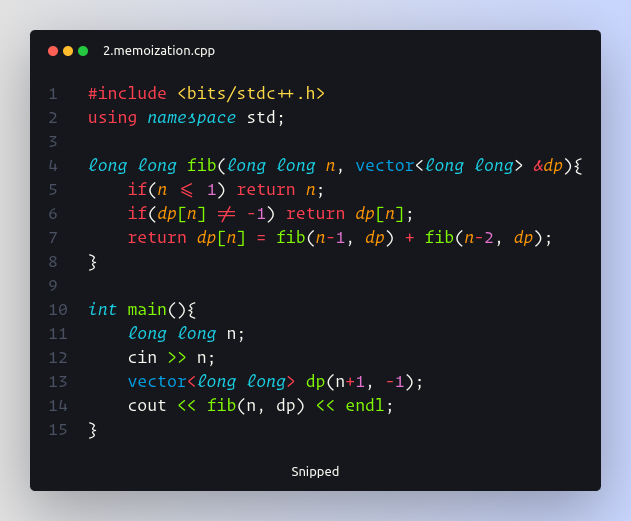 2.memoization.cpp
1 #include <bits/stdc++.h>
2 using namespace std;
3
4 long long fib(long long n, vector<long long> &dp){
5     if(n <= 1) return n;
6     if(dp[n] != -1) return dp[n];
7     return dp[n] = fib(n-1, dp) + fib(n-2, dp);
8 }
9
10 int main(){
11     long long n;
12     cin >> n;
13     vector<long long> dp(n+1, -1);
14     cout << fib(n, dp) << endl;
15 }
Snipped